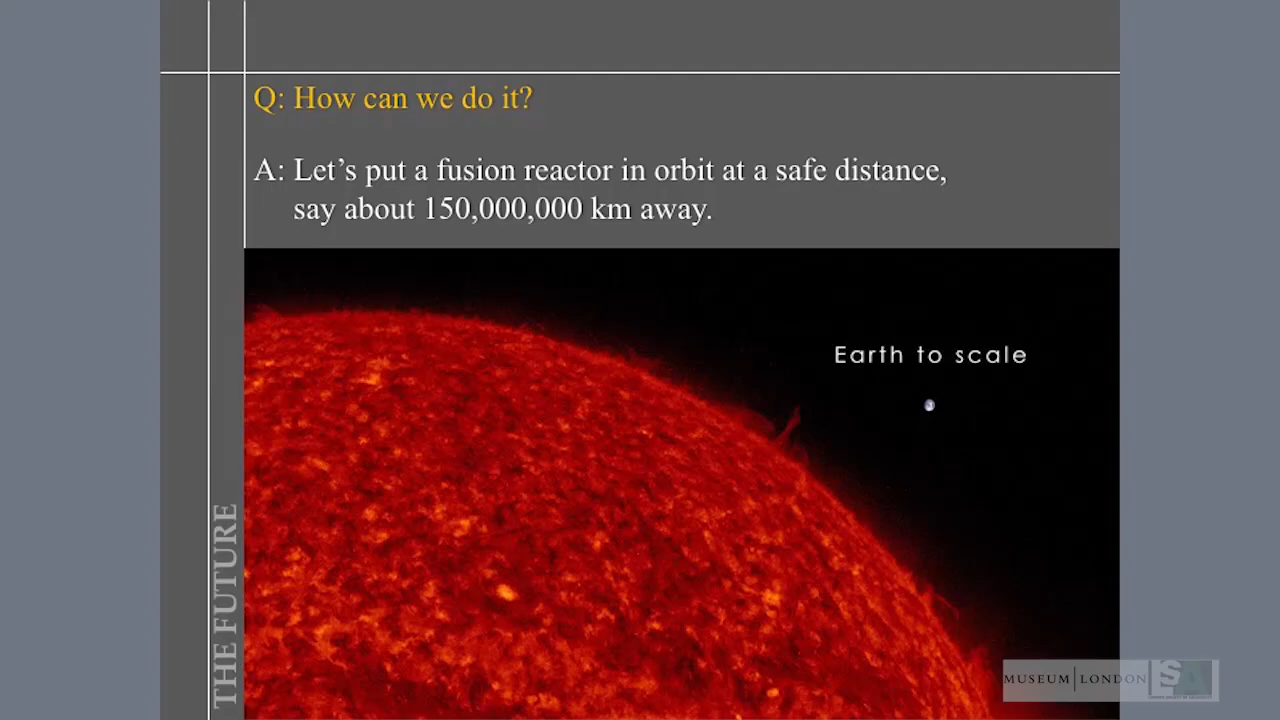 Q: How can we do it?
A: Let’s put a fusion reactor in orbit at a safe distance,
say about 150,000,000 km away.
Earth to scale
THE FUTURE
MUSEUM LONDON